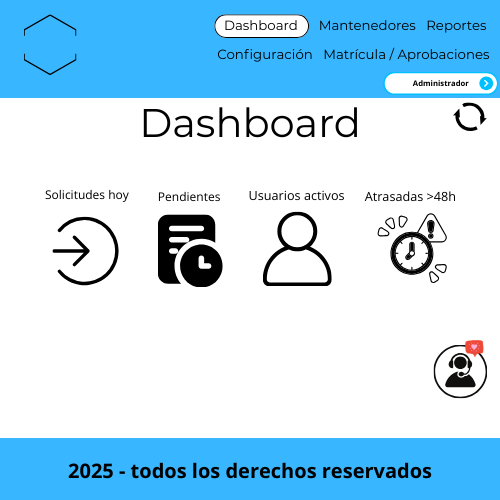 Dashboard Mantenedores Reportes
Configuración Matrícula / Aprobaciones
Administrador
Dashboard
Solicitudes hoy Pendientes Usuarios activos Atrasadas >48h
2025 - todos los derechos reservados